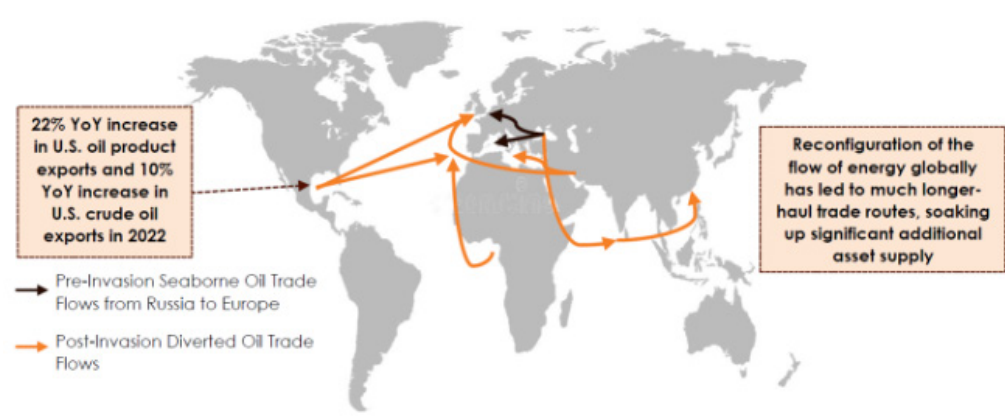 22% YoY increase
in U.S. oil product
exports and 10%
YoY increase in
U.S. crude oil
exports in 2022
Reconfiguration of the
flow of energy globally
has led to much longer-
haul trade routes, soaking
up significant additional
asset supply
Pre-Invasion Seaborne Oil Trade
Flows from Russia to Europe
Post-Invasion Diverted Oil Trade
Flows